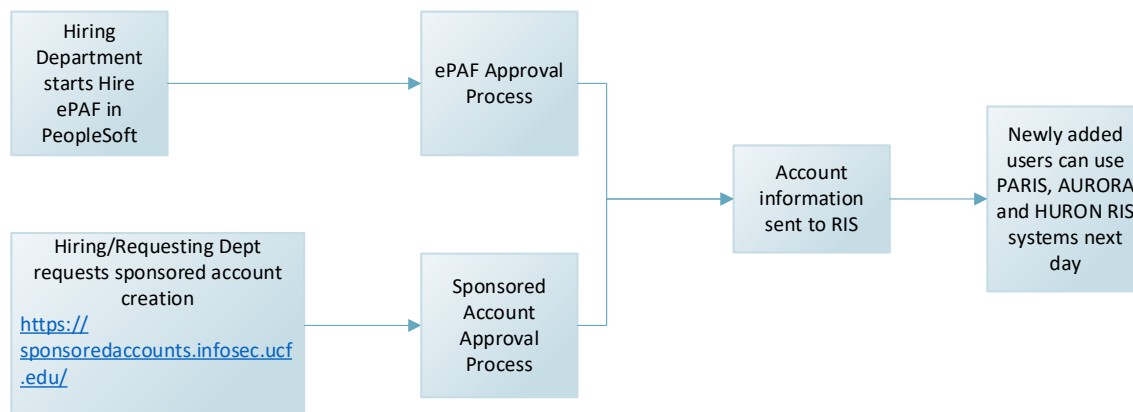 Hiring
Department
starts Hire
ePAF in
PeopleSoft
ePAF Approval
Process
Hiring/Requesting Dept
requests sponsored account
creation
https://
sponsoredaccounts.infosec.ucf
.edu/
Sponsored
Account
Approval
Process
Account
information
sent to RIS
Newly added
users can use
PARIS, AURORA
and HURON RIS
systems next
day